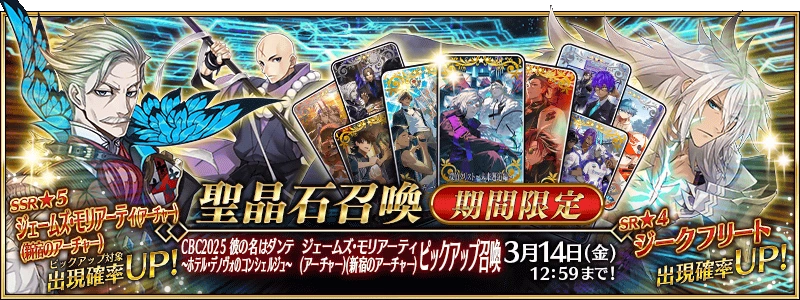 SSR★5
ジェームズ・モリアーティ(アーチャー)
(新宿のアーチャー)
ピックアップ対象
出現確率UP!
聖晶石召喚
期間限定
CBC2025 彼の名はダンテ
～ホテル・デノヴォのコンシェルジュ～
ジェームズ・モリアーティ
(アーチャー)(新宿のアーチャー)
ピックアップ召喚
3月14日(金)
12:59まで!
SR★4
ジークフリート
出現確率UP!